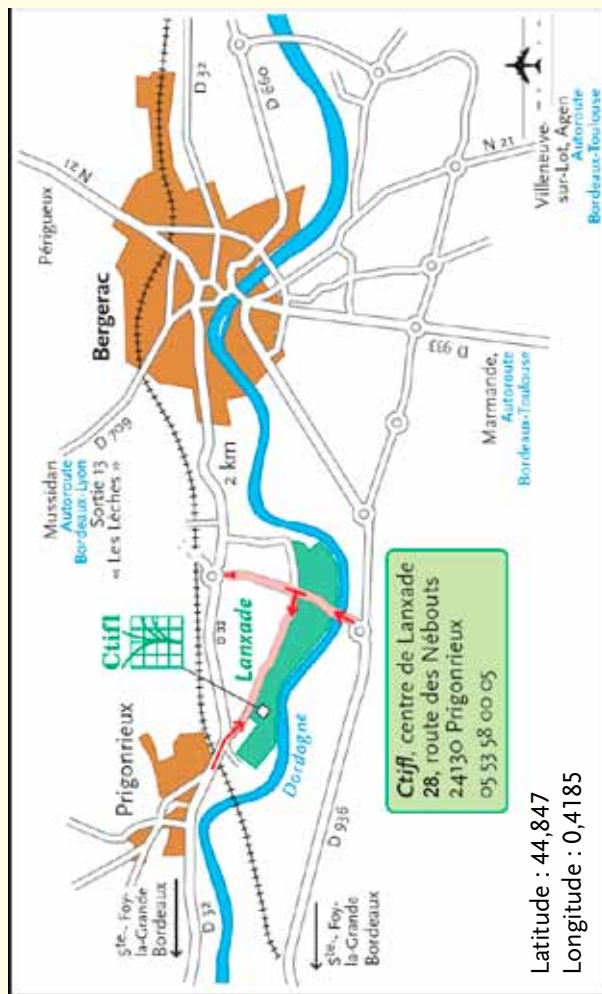 Périgueux
N 21
D 32
D 660
Bergerac
D 709
Mussidan
Autoroute
Bordeaux-Lyon
Sortie 13
« Les Lèches »
2 km
N 21
Villeneuve-
sur-Lot, Agen
Autoroute
Bordeaux-Toulouse
D 933
Marmande,
Autoroute
Bordeaux-Toulouse
Ctifl
Lanxade
D 32
Prigonrieux
Dordogne
D 936
D 32
Ste- Foy-
la-Grande
Bordeaux
Ste- Foy-
la-Grande
Bordeaux
Ctifl, centre de Lanxade
28, route des Nébouts
24130 Prigonrieux
05 53 58 00 05
Latitude : 44,847
Longitude : 0,4185